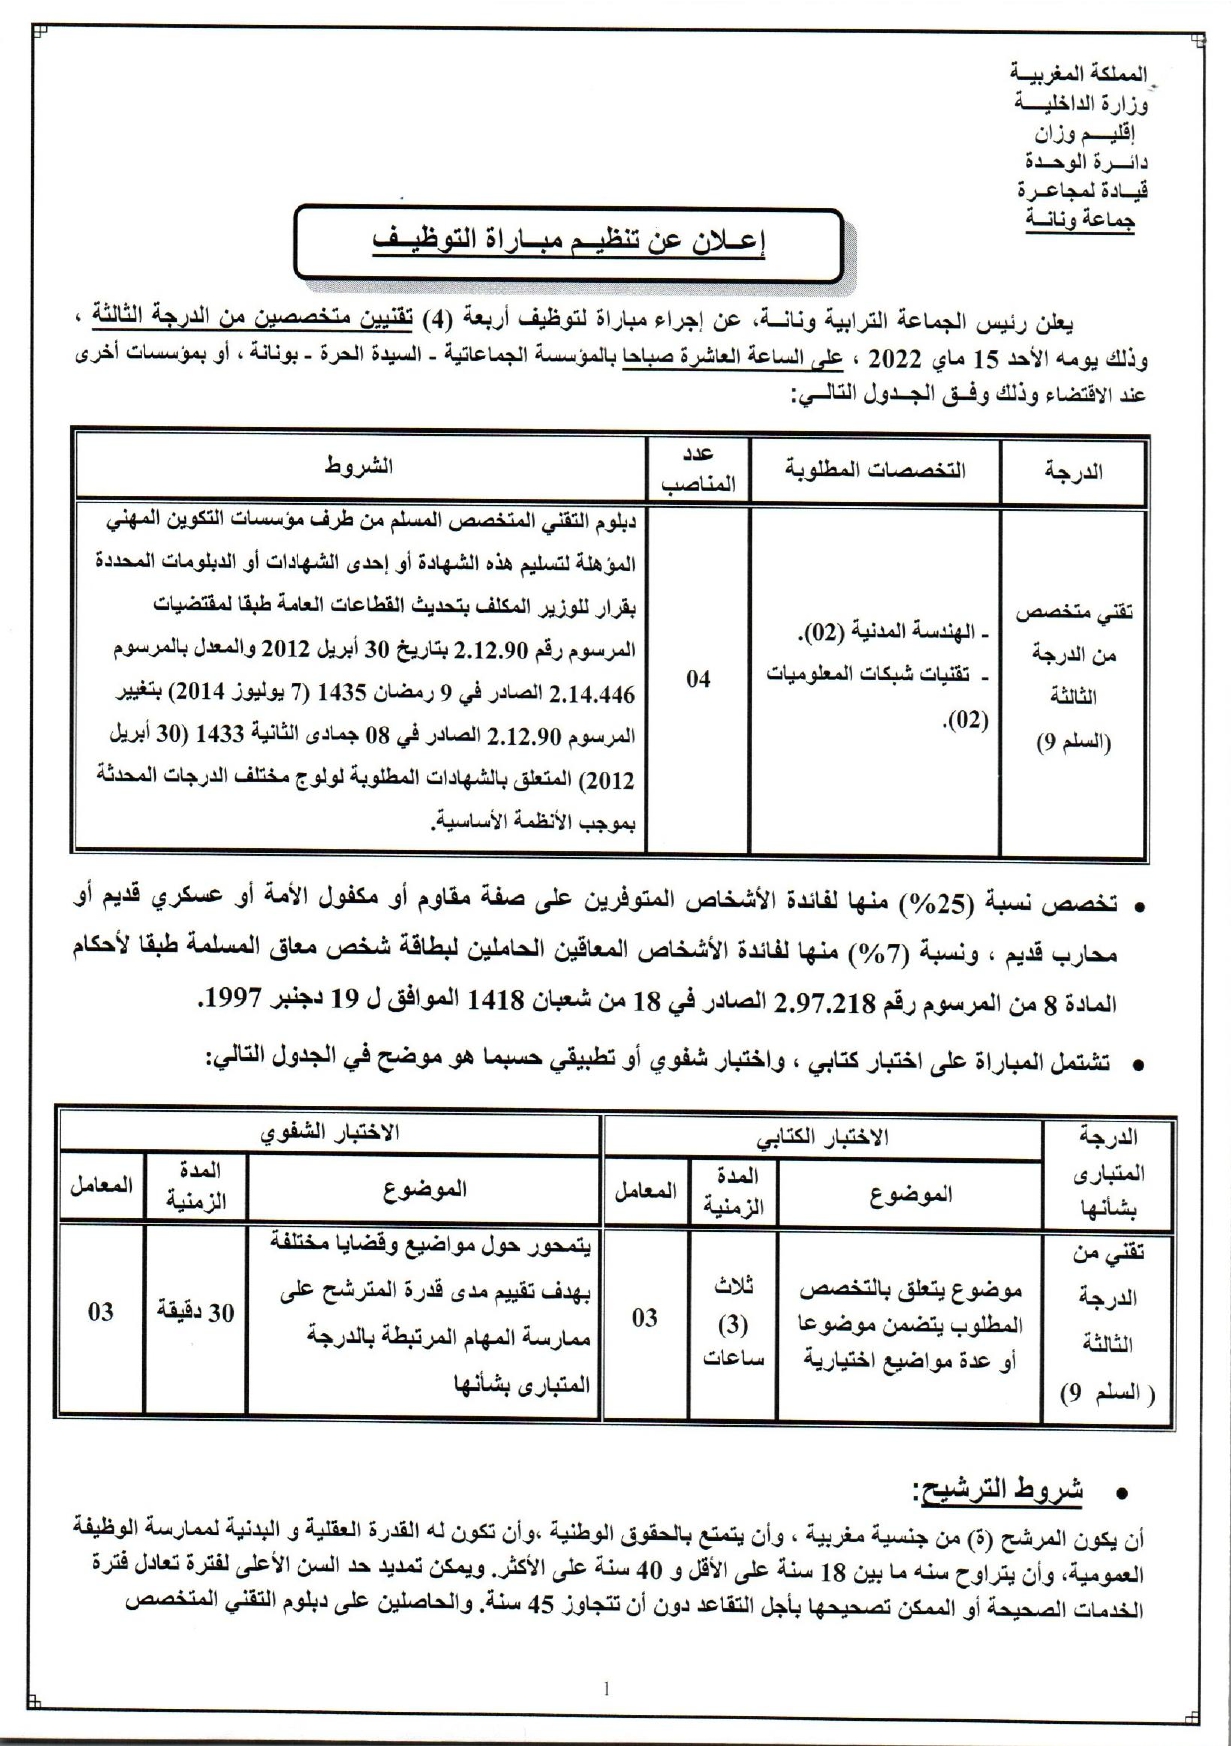 المملكة المغربيــة
وزارة الداخليــــة
إقليـــم وزان
دائـــرة الوحـدة
قيــادة لمجاعـرة
جماعة ونانــة
إعــلان عن تنظيـم مبـاراة التوظيـف
يعلن رئيس الجماعة الترابية ونانــة، عن إجراء مباراة لتوظيف أربعة (4) تقنيين متخصصين من الدرجة الثالثة ،
وذلك يومه الأحد 15 ماي 2022 ، على الساعة العاشرة صباحا بالمؤسسة الجماعاتية - السيدة الحرة - بونانة ، أو بمؤسسات أخرى
عند الاقتضاء وذلك وفـق الجـدول التالـي:
الدرجة
التخصصات المطلوبة
عدد
المناصب
الشروط
تقني متخصص
من الدرجة
الثالثة
(السلم 9)
- الهندسة المدنية (02).
- تقنيات شبكات المعلوميات
(02).
04
دبلوم التقني المتخصص المسلم من طرف مؤسسات التكوين المهني
المؤهلة لتسليم هذه الشهادة أو إحدى الشهادات أو الدبلومات المحددة
بقرار للوزير المكلف بتحديث القطاعات العامة طبقا لمقتضيات
المرسوم رقم 2.12.90 بتاريخ 30 أبريل 2012 والمعدل بالمرسوم
2.14.446 الصادر في 9 رمضان 1435 (7 يوليوز 2014) بتغيير
المرسوم 2.12.90 الصادر في 08 جمادى الثانية 1433 (30 أبريل
2012) المتعلق بالشهادات المطلوبة لولوج مختلف الدرجات المحدثة
بموجب الأنظمة الأساسية.
• تخصص نسبة (25%) منها لفائدة الأشخاص المتوفرين على صفة مقاوم أو مكفول الأمة أو عسكري قديم أو
محارب قديم ، ونسبة (7%) منها لفائدة الأشخاص المعاقين الحاملين لبطاقة شخص معاق المسلمة طبقا لأحكام
المادة 8 من المرسوم رقم 2.97.218 الصادر في 18 من شعبان 1418 الموافق ل 19 دجنبر 1997.
• تشتمل المباراة على اختبار كتابي ، واختبار شفوي أو تطبيقي حسبما هو موضح في الجدول التالي:
الدرجة
المتبارى
بشأنها
الاختبار الكتابي
الاختبار الشفوي
الموضوع
المدة
الزمنية
المعامل
الموضوع
المدة
الزمنية
المعامل
تقني من
الدرجة
الثالثة
( السلم 9)
موضوع يتعلق بالتخصص
المطلوب يتضمن موضوعا
أو عدة مواضيع اختيارية
ثلاث
(3)
ساعات
03
يتمحور حول مواضيع وقضايا مختلفة
بهدف تقييم مدى قدرة المترشح على
ممارسة المهام المرتبطة بالدرجة
المتبارى بشأنها
30 دقيقة
03
• شروط الترشيح:
أن يكون المرشح (ة) من جنسية مغربية ، وأن يتمتع بالحقوق الوطنية ،وأن تكون له القدرة العقلية و البدنية لممارسة الوظيفة
العمومية، وأن يتراوح سنه ما بين 18 سنة على الأقل و 40 سنة على الأكثر. ويمكن تمديد حد السن الأعلى لفترة تعادل فترة
الخدمات الصحيحة أو الممكن تصحيحها بأجل التقاعد دون أن تتجاوز 45 سنة. والحاصلين على دبلوم التقني المتخصص
1